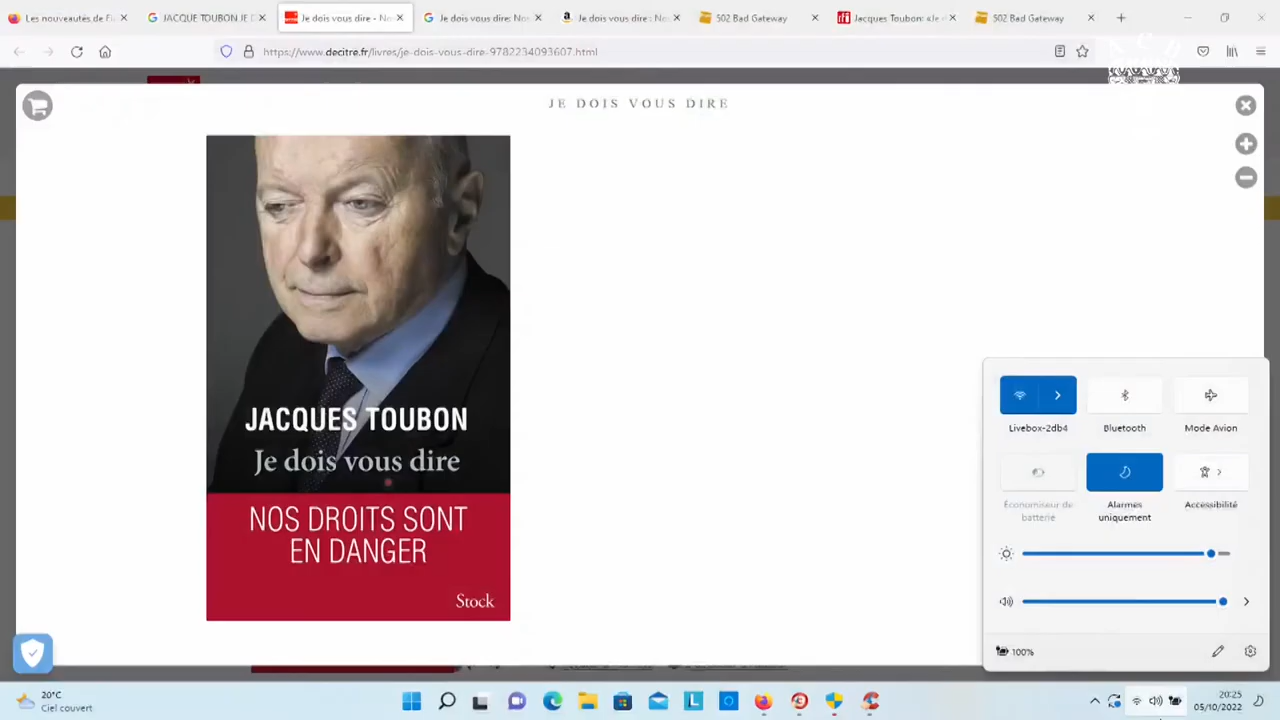 Les nouveautés de Fi
JACQUE TOUBON JE D
Je dois vous dire - No
Je dois vous dire: Nos
Je dois vous dire : Nos
502 Bad Gateway
Jacques Toubon: «Je
502 Bad Gateway
https://www.decitre.fr/livres/je-dois-vous-dire-9782234093607.html
JE DOIS VOUS DIRE
JACQUES TOUBON
Je dois vous dire
NOS DROITS SONT
EN DANGER
Stock
Livebox-2db4
Bluetooth
Mode Avion
Économiseur de
batterie
Alarmes
uniquement
Accessibilité
100%
20°C
Ciel couvert
20:25
05/10/2022